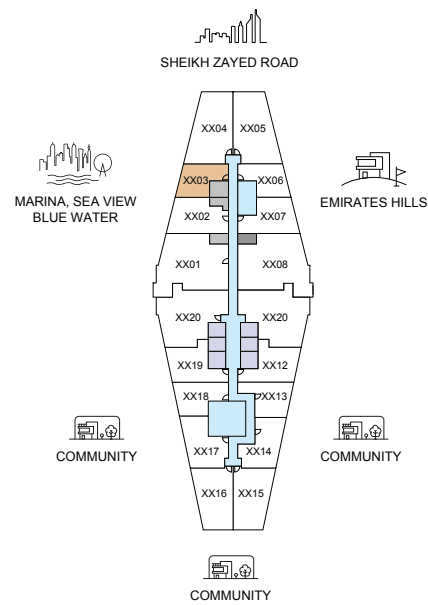 SHEIKH ZAYED ROAD
XX04 XX05
XX03 XX06
MARINA, SEA VIEW
BLUE WATER
EMIRATES HILLS
XX02 XX07
XX01 XX08
XX20 XX20
XX19 XX12
XX18 XX13
COMMUNITY
XX17 XX14
COMMUNITY
XX16 XX15
COMMUNITY